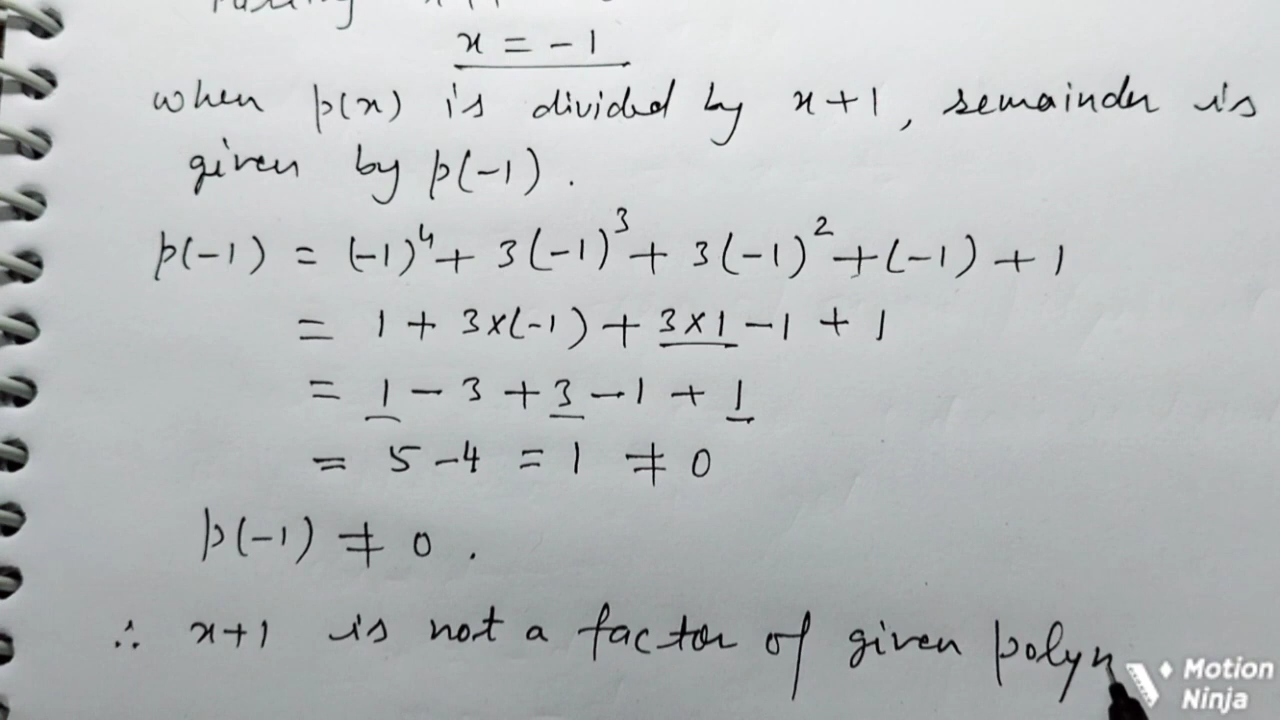 x = -1
when p(x) is divided by x+1, remainder is
given by p(-1).
p(-1) = (-1)⁴ + 3(-1)³ + 3(-1)² + (-1) + 1
= 1 + 3×(-1) + 3×1 - 1 + 1
= 1 - 3 + 3 - 1 + 1
= 5 - 4 = 1 ≠ 0
p(-1) ≠ 0.
∴ x+1 is not a factor of given polyn
Motion
Ninja